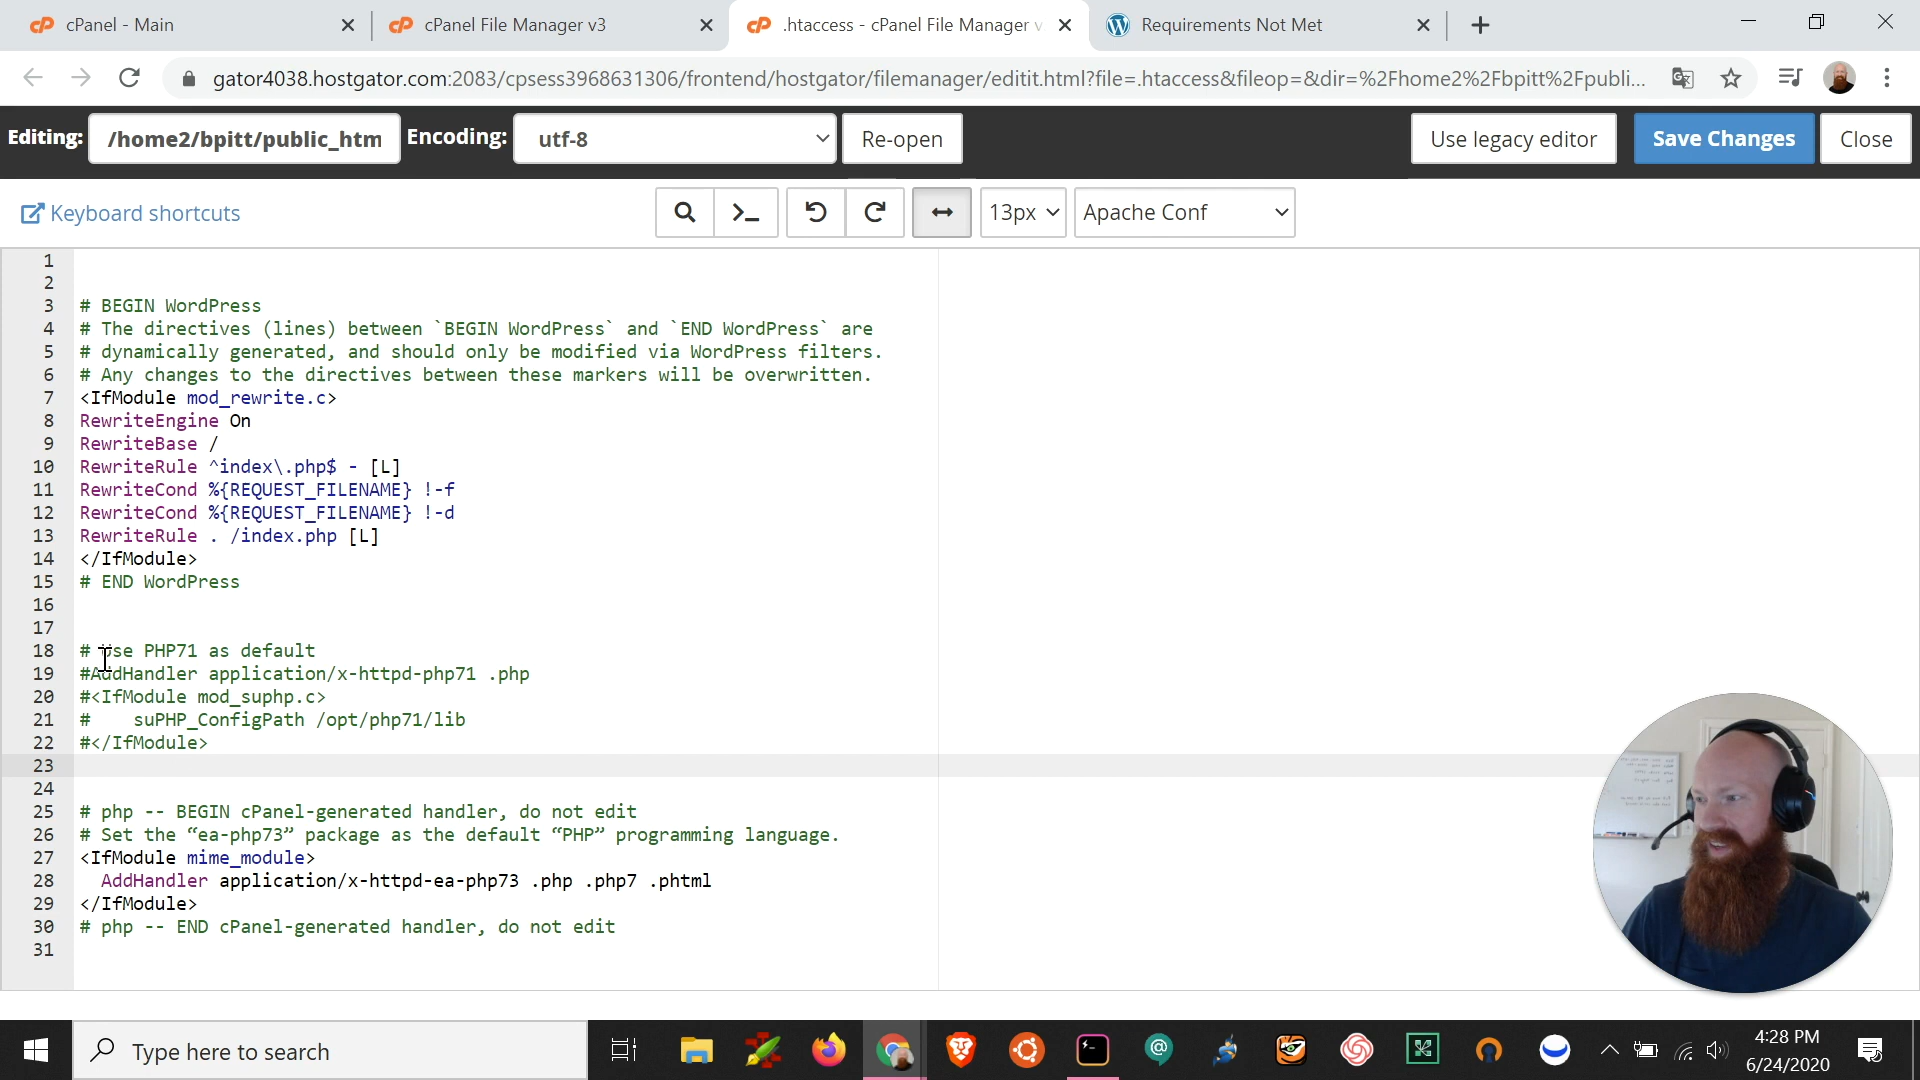 cPanel - Main
cPanel File Manager v3
.htaccess - cPanel File Manager v
Requirements Not Met
gator4038.hostgator.com:2083/cpsess3968631306/frontend/hostgator/filemanager/editit.html?file=.htaccess&fileop=&dir=%2Fhome2%2Fbpitt%2Fpubli...
Editing: /home2/bpitt/public_htm Encoding: utf-8 Re-open Use legacy editor Save Changes Close
Keyboard shortcuts 13px Apache Conf
1
2
3 # BEGIN WordPress
4 # The directives (lines) between `BEGIN WordPress` and `END WordPress` are
5 # dynamically generated, and should only be modified via WordPress filters.
6 # Any changes to the directives between these markers will be overwritten.
7 <IfModule mod_rewrite.c>
8 RewriteEngine On
9 RewriteBase /
10 RewriteRule ^index\.php$ - [L]
11 RewriteCond %{REQUEST_FILENAME} !-f
12 RewriteCond %{REQUEST_FILENAME} !-d
13 RewriteRule . /index.php [L]
14 </IfModule>
15 # END WordPress
16
17
18 # Use PHP71 as default
19 #AddHandler application/x-httpd-php71 .php
20 #<IfModule mod_suphp.c>
21 #    suPHP_ConfigPath /opt/php71/lib
22 #</IfModule>
23
24
25 # php -- BEGIN cPanel-generated handler, do not edit
26 # Set the “ea-php73” package as the default “PHP” programming language.
27 <IfModule mime_module>
28   AddHandler application/x-httpd-ea-php73 .php .php7 .phtml
29 </IfModule>
30 # php -- END cPanel-generated handler, do not edit
31
Type here to search
4:28 PM
6/24/2020